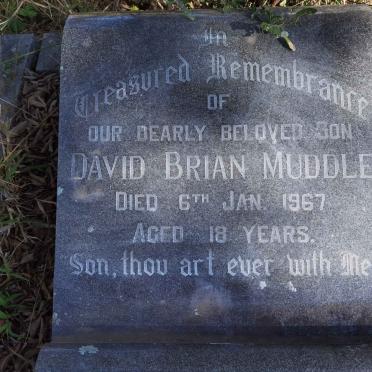 In
Treasured Remembrance
OF
OUR DEARLY BELOVED SON
DAVID BRIAN MUDDLE
DIED 6TH JAN. 1967
AGED 18 YEARS.
"Son, thou art ever with Me